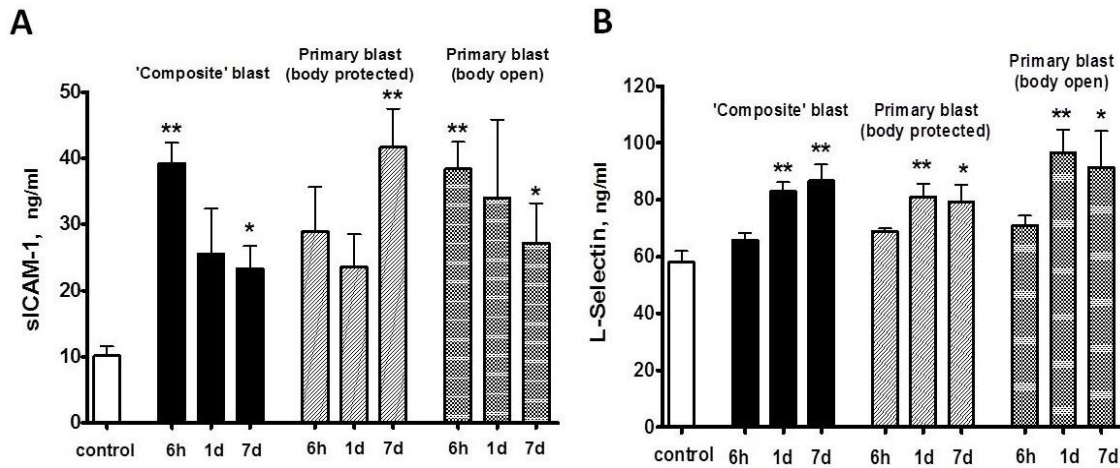 A
'Composite' blast
Primary blast
(body protected)
Primary blast
(body open)
sICAM-1, ng/ml
50
40
30
20
10
0
**
*
**
**
*
control 6h 1d 7d 6h 1d 7d 6h 1d 7d
B
'Composite' blast
Primary blast
(body protected)
Primary blast
(body open)
L-Selectin, ng/ml
120
100
80
60
40
20
0
**
**
**
*
**
*
control 6h 1d 7d 6h 1d 7d 6h 1d 7d